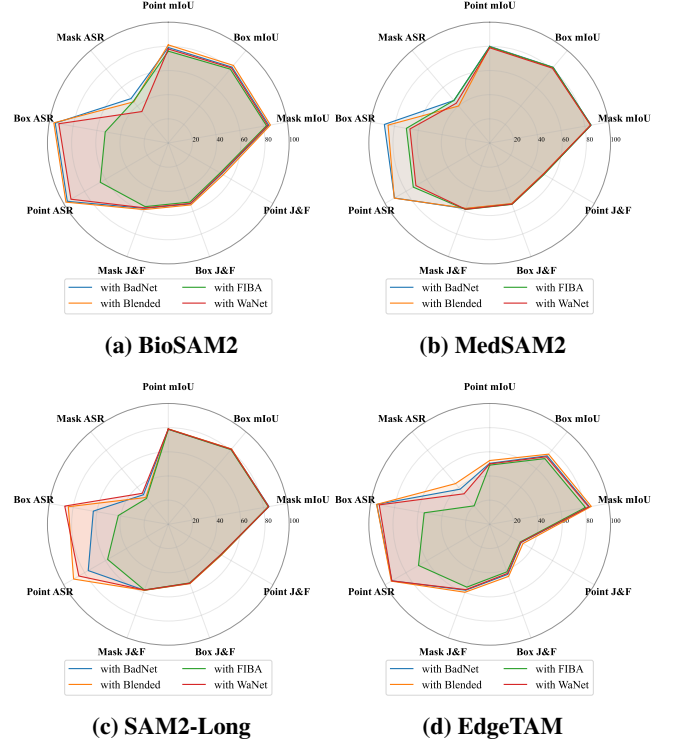 Point mIoU
Mask ASR
Box mIoU
Box ASR
Mask mIoU
20
40
60
80
100
Point ASR
Point J&F
Mask J&F
Box J&F
with BadNet
with FIBA
with Blended
with WaNet
(a) BioSAM2
Point mIoU
Mask ASR
Box mIoU
Box ASR
Mask mIoU
20
40
60
80
100
Point ASR
Point J&F
Mask J&F
Box J&F
with BadNet
with FIBA
with Blended
with WaNet
(b) MedSAM2
Point mIoU
Mask ASR
Box mIoU
Box ASR
Mask mIoU
20
40
60
80
100
Point ASR
Point J&F
Mask J&F
Box J&F
with BadNet
with FIBA
with Blended
with WaNet
(c) SAM2-Long
Point mIoU
Mask ASR
Box mIoU
Box ASR
Mask mIoU
20
40
60
80
100
Point ASR
Point J&F
Mask J&F
Box J&F
with BadNet
with FIBA
with Blended
with WaNet
(d) EdgeTAM